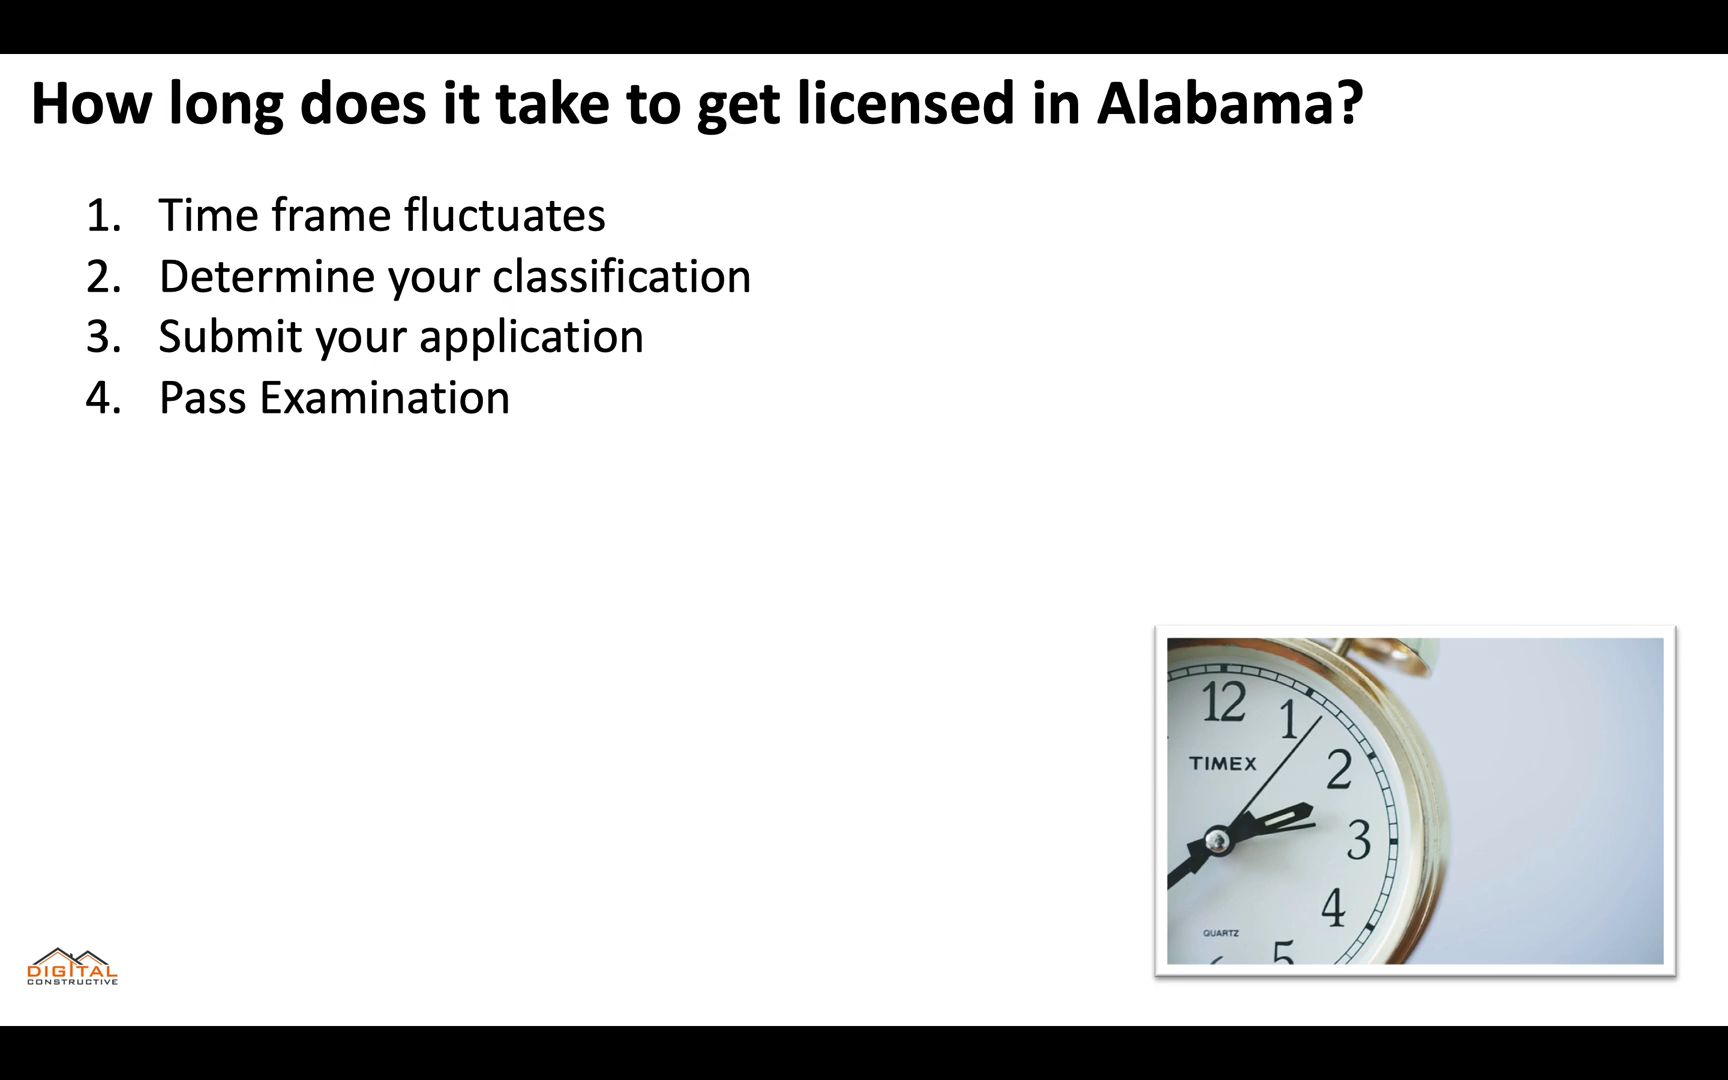 How long does it take to get licensed in Alabama?
1. Time frame fluctuates
2. Determine your classification
3. Submit your application
4. Pass Examination
12
1
TIMEX
2
3
4
QUARTZ
5
DIGITAL
CONSTRUCTIVE